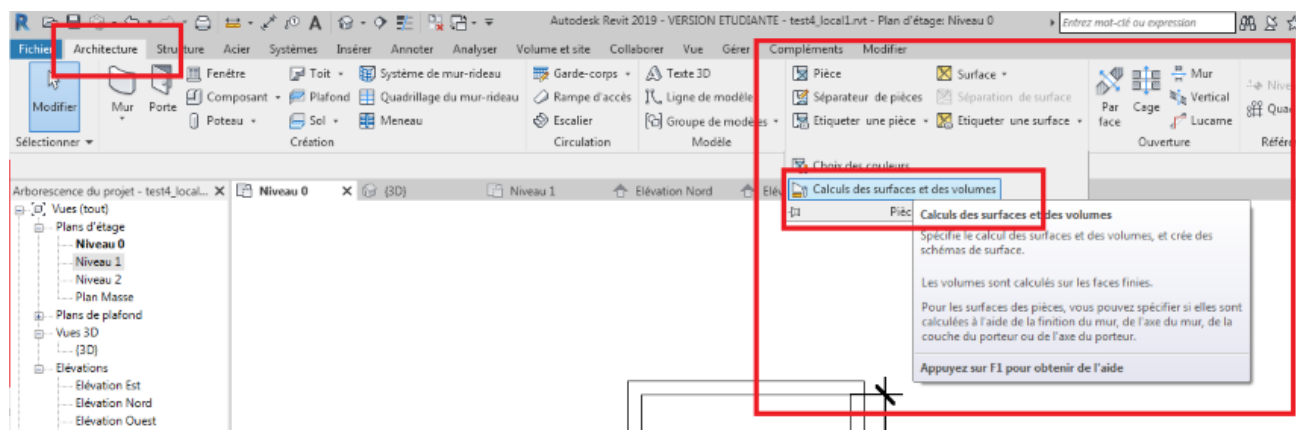 Autodesk Revit 2019 - VERSION ETUDIANTE - test4_local1.rvt - Plan d'étage: Niveau 0
Entrez mot-clé ou expression
Fichier Architecture Structure Acier Systèmes Insérer Annoter Analyser Volume et site Collaborer Vue Gérer Compléments Modifier
Fenêtre Toit Système de mur-rideau Garde-corps Texte 3D Pièce Surface Mur
Modifier Mur Porte Composant Plafond Quadrillage du mur-rideau Rampe d'accès Ligne de modèle Séparateur de pièces Séparation de surface Par face Cage Vertical
Poteau Sol Meneau Escalier Groupe de modèles Etiqueter une pièce Etiqueter une surface Lucarne
Sélectionner Création Circulation Modèle Ouverture
Choix des couleurs
Calculs des surfaces et des volumes
Arborescence du projet - test4_local... Niveau 0 {3D} Niveau 1 Elévation Nord
Vues (tout)
Plans d'étage
Niveau 0
Niveau 1
Niveau 2
Plan Masse
Plans de plafond
Vues 3D
{3D}
Elévations
Elévation Est
Elévation Nord
Elévation Ouest
Calculs des surfaces et des volumes
Spécifie le calcul des surfaces et des volumes, et crée des
schémas de surface.
Les volumes sont calculés sur les faces finies.
Pour les surfaces des pièces, vous pouvez spécifier si elles sont
calculées à l'aide de la finition du mur, de l'axe du mur, de la
couche du porteur ou de l'axe du porteur.
Appuyez sur F1 pour obtenir de l'aide